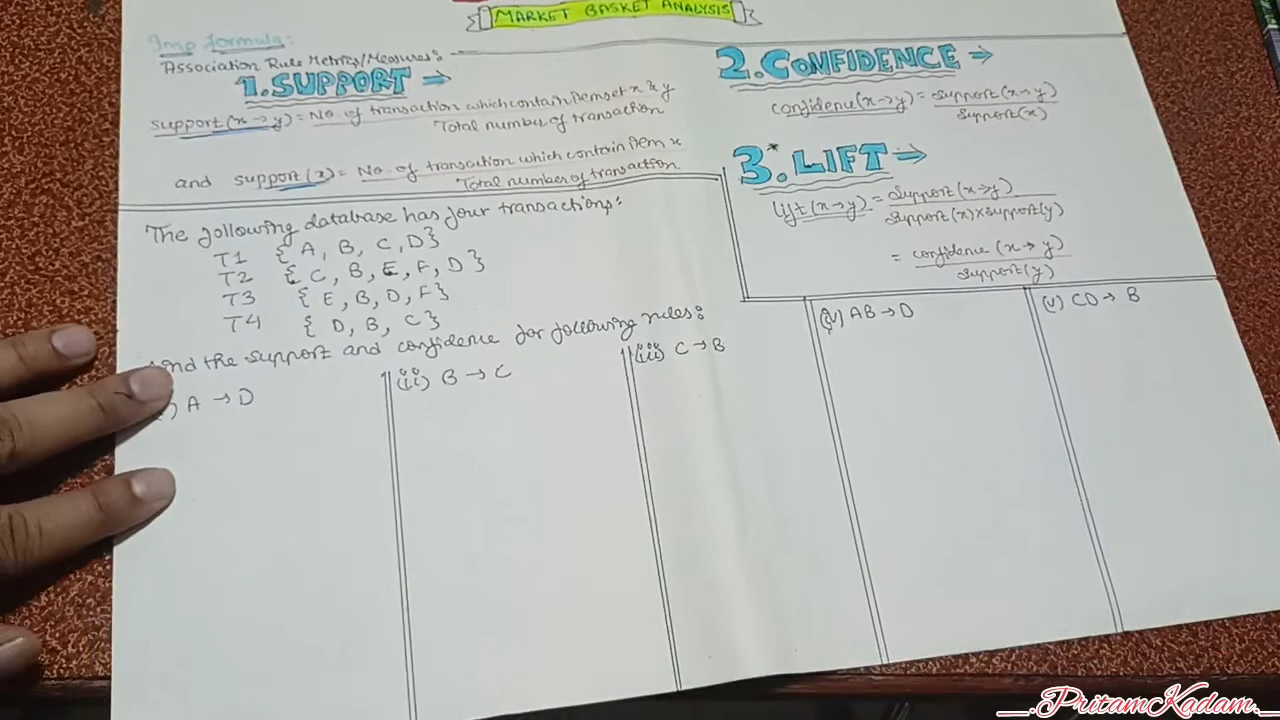 MARKET BASKET ANALYSIS
Imp formula:
Association Rule Metrics/Measures:
1. SUPPORT →
support(x→y) = No. of transaction which contain itemset x & y
Total number of transaction
and support(x) = No. of transaction which contain item x
Total number of transaction
2. CONFIDENCE →
confidence(x→y) = support(x→y)
support(x)
3.* LIFT →
Lift(x→y) = support(x→y)
support(x)×support(y)
= confidence (x→y)
support(y)
The following database has four transactions:
T1 {A, B, C, D}
T2 {C, B, E, F, D}
T3 {E, B, D, F}
T4 {D, B, C}
the support and confidence for following rules:
) A → D
(ii) B → C
(iii) C → B
(iv) AB → D
(v) CD → B
__.PritamKadam.__